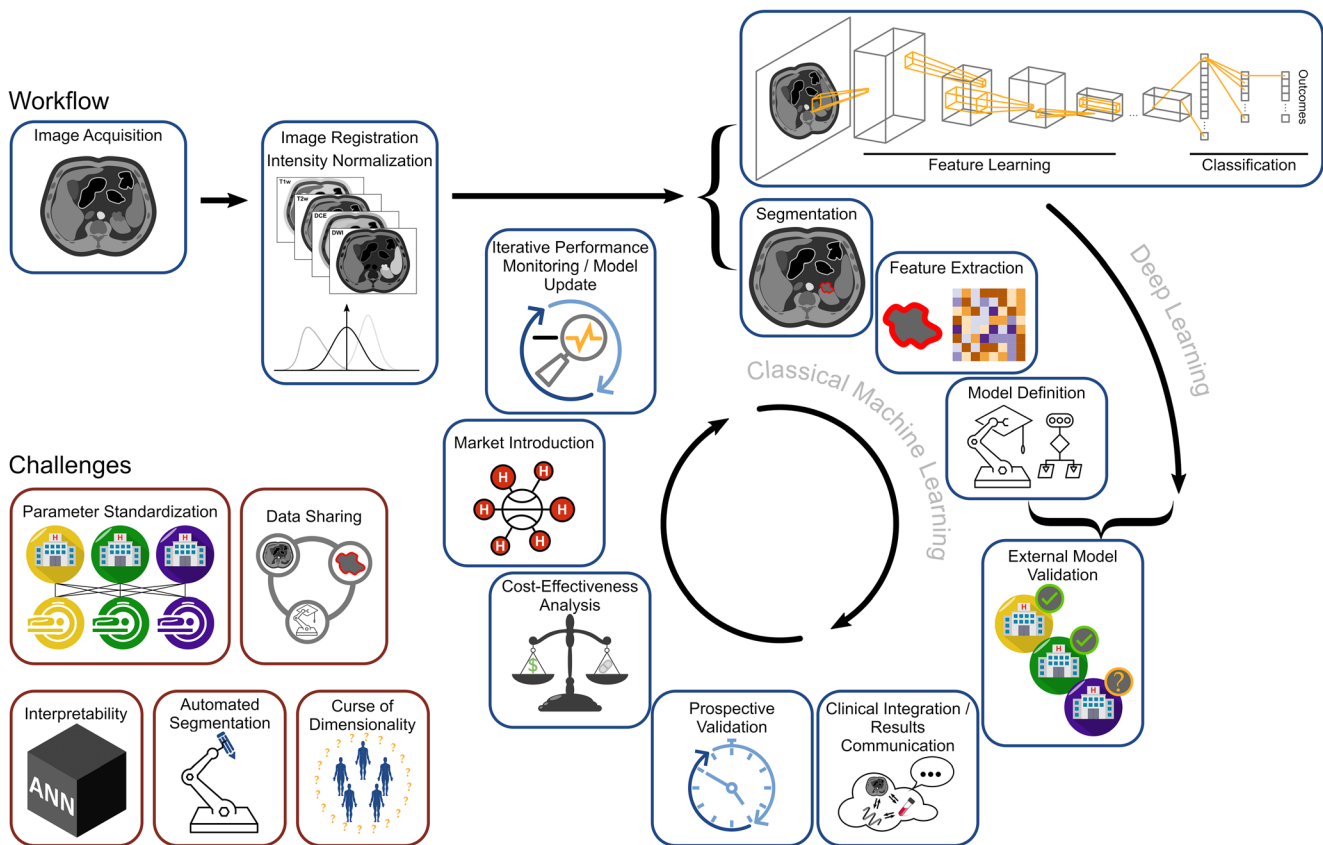 Workflow
Image Acquisition
Image Registration
Intensity Normalization
T1w
T2w
DCE
DWI
Feature Learning
...
Classification
Outcomes
Segmentation
Feature Extraction
Model Definition
Deep Learning
Classical Machine Learning
External Model
Validation
H
H
H
?
Clinical Integration /
Results
Communication
Prospective
Validation
Cost-Effectiveness
Analysis
$
Market Introduction
H
H
H
H
H
H
Iterative Performance
Monitoring / Model
Update
Challenges
Parameter Standardization
H
H
H
Data Sharing
Interpretability
ANN
Automated
Segmentation
Curse of
Dimensionality
? ? ? ? ? ? ? ? ? ? ? ? ? ? ? ? ? ?